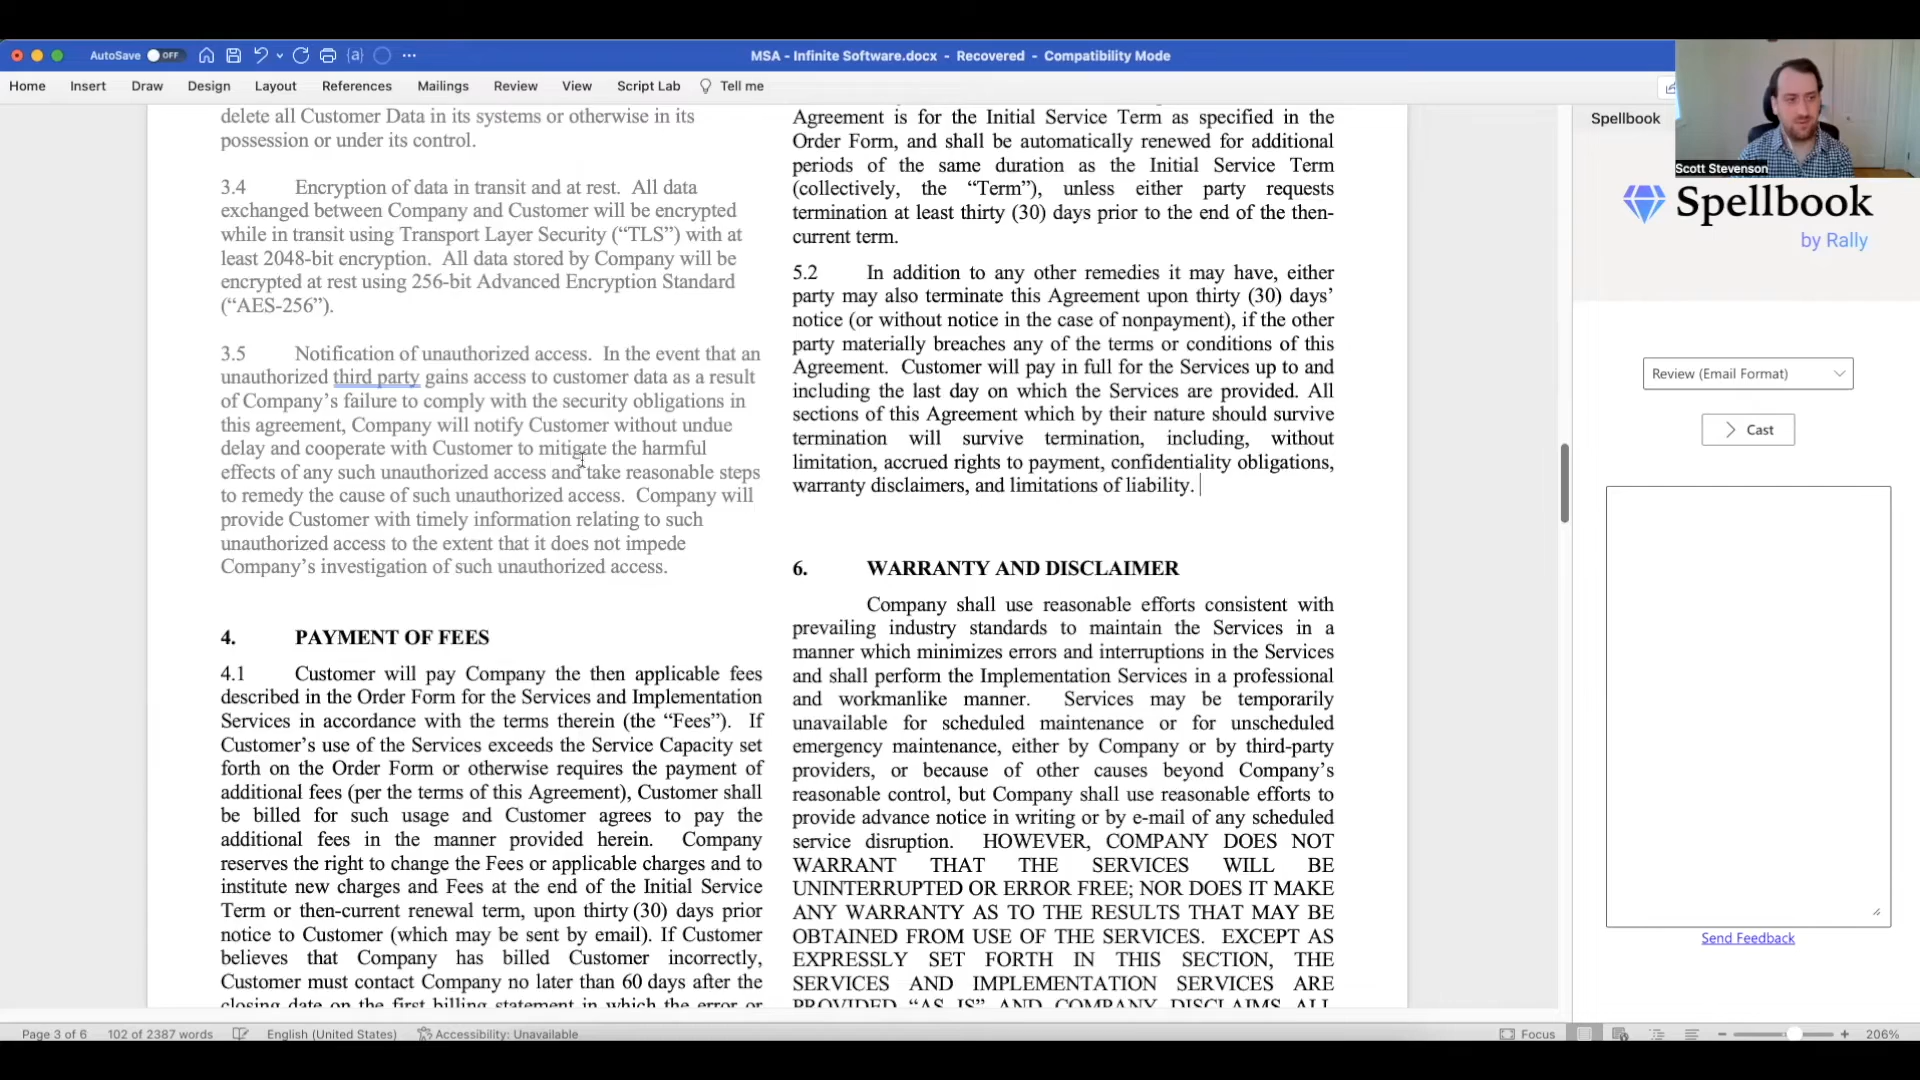 AutoSave OFF
MSA - Infinite Software.docx - Recovered - Compatibility Mode
Home Insert Draw Design Layout References Mailings Review View Script Lab Tell me
delete all Customer Data in its systems or otherwise in its
possession or under its control.
3.4 Encryption of data in transit and at rest. All data
exchanged between Company and Customer will be encrypted
while in transit using Transport Layer Security (“TLS”) with at
least 2048-bit encryption. All data stored by Company will be
encrypted at rest using 256-bit Advanced Encryption Standard
(“AES-256”).
3.5 Notification of unauthorized access. In the event that an
unauthorized third party gains access to customer data as a result
of Company’s failure to comply with the security obligations in
this agreement, Company will notify Customer without undue
delay and cooperate with Customer to mitigate the harmful
effects of any such unauthorized access and take reasonable steps
to remedy the cause of such unauthorized access. Company will
provide Customer with timely information relating to such
unauthorized access to the extent that it does not impede
Company’s investigation of such unauthorized access.
4. PAYMENT OF FEES
4.1 Customer will pay Company the then applicable fees
described in the Order Form for the Services and Implementation
Services in accordance with the terms therein (the “Fees”). If
Customer’s use of the Services exceeds the Service Capacity set
forth on the Order Form or otherwise requires the payment of
additional fees (per the terms of this Agreement), Customer shall
be billed for such usage and Customer agrees to pay the
additional fees in the manner provided herein. Company
reserves the right to change the Fees or applicable charges and to
institute new charges and Fees at the end of the Initial Service
Term or then-current renewal term, upon thirty (30) days prior
notice to Customer (which may be sent by email). If Customer
believes that Company has billed Customer incorrectly,
Customer must contact Company no later than 60 days after the
closing date on the first billing statement in which the error or
Agreement is for the Initial Service Term as specified in the
Order Form, and shall be automatically renewed for additional
periods of the same duration as the Initial Service Term
(collectively, the “Term”), unless either party requests
termination at least thirty (30) days prior to the end of the then-
current term.
5.2 In addition to any other remedies it may have, either
party may also terminate this Agreement upon thirty (30) days’
notice (or without notice in the case of nonpayment), if the other
party materially breaches any of the terms or conditions of this
Agreement. Customer will pay in full for the Services up to and
including the last day on which the Services are provided. All
sections of this Agreement which by their nature should survive
termination will survive termination, including, without
limitation, accrued rights to payment, confidentiality obligations,
warranty disclaimers, and limitations of liability.
6. WARRANTY AND DISCLAIMER
Company shall use reasonable efforts consistent with
prevailing industry standards to maintain the Services in a
manner which minimizes errors and interruptions in the Services
and shall perform the Implementation Services in a professional
and workmanlike manner. Services may be temporarily
unavailable for scheduled maintenance or for unscheduled
emergency maintenance, either by Company or by third-party
providers, or because of other causes beyond Company’s
reasonable control, but Company shall use reasonable efforts to
provide advance notice in writing or by e-mail of any scheduled
service disruption. HOWEVER, COMPANY DOES NOT
WARRANT THAT THE SERVICES WILL BE
UNINTERRUPTED OR ERROR FREE; NOR DOES IT MAKE
ANY WARRANTY AS TO THE RESULTS THAT MAY BE
OBTAINED FROM USE OF THE SERVICES. EXCEPT AS
EXPRESSLY SET FORTH IN THIS SECTION, THE
SERVICES AND IMPLEMENTATION SERVICES ARE
PROVIDED “AS IS” AND COMPANY DISCLAIMS ALL
Spellbook
Scott Stevenson
Spellbook
by Rally
Review (Email Format)
Cast
Send Feedback
Page 3 of 6 102 of 2387 words English (United States) Accessibility: Unavailable Focus 206%